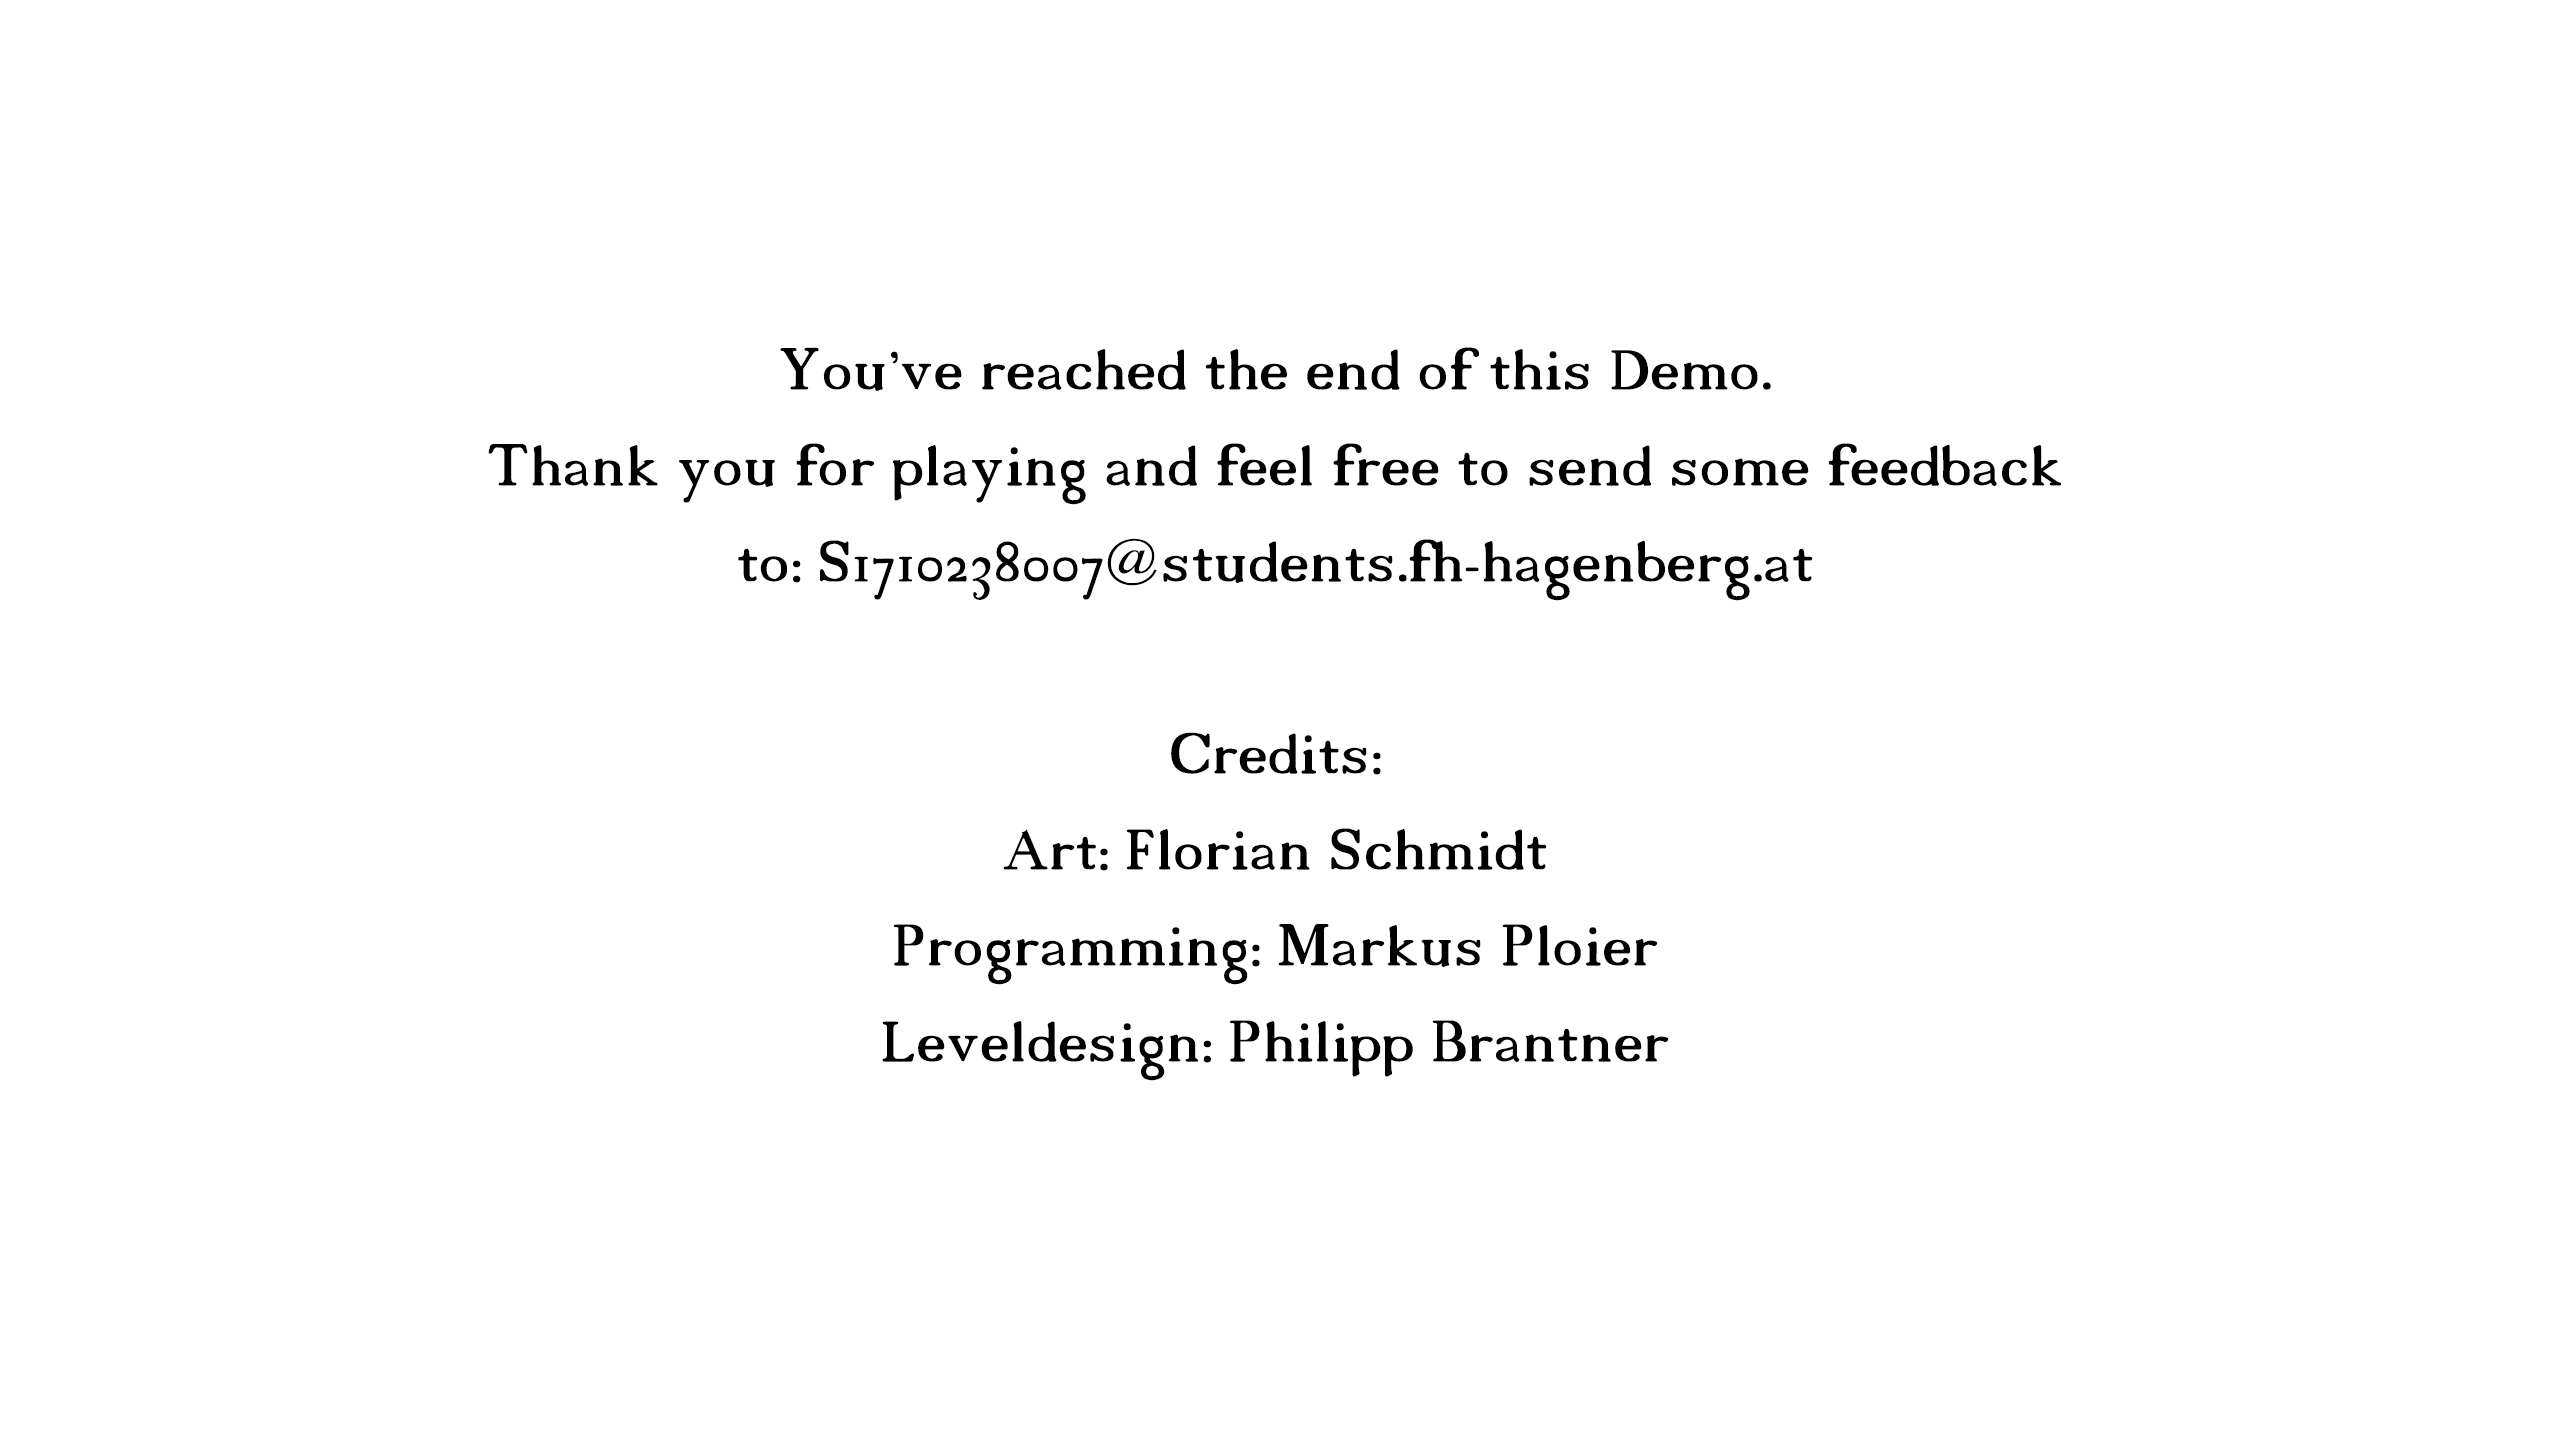 You've reached the end of this Demo.
Thank you for playing and feel free to send some feedback
to: S1710238007@students.fh-hagenberg.at
Credits:
Art: Florian Schmidt
Programming: Markus Ploier
Leveldesign: Philipp Brantner